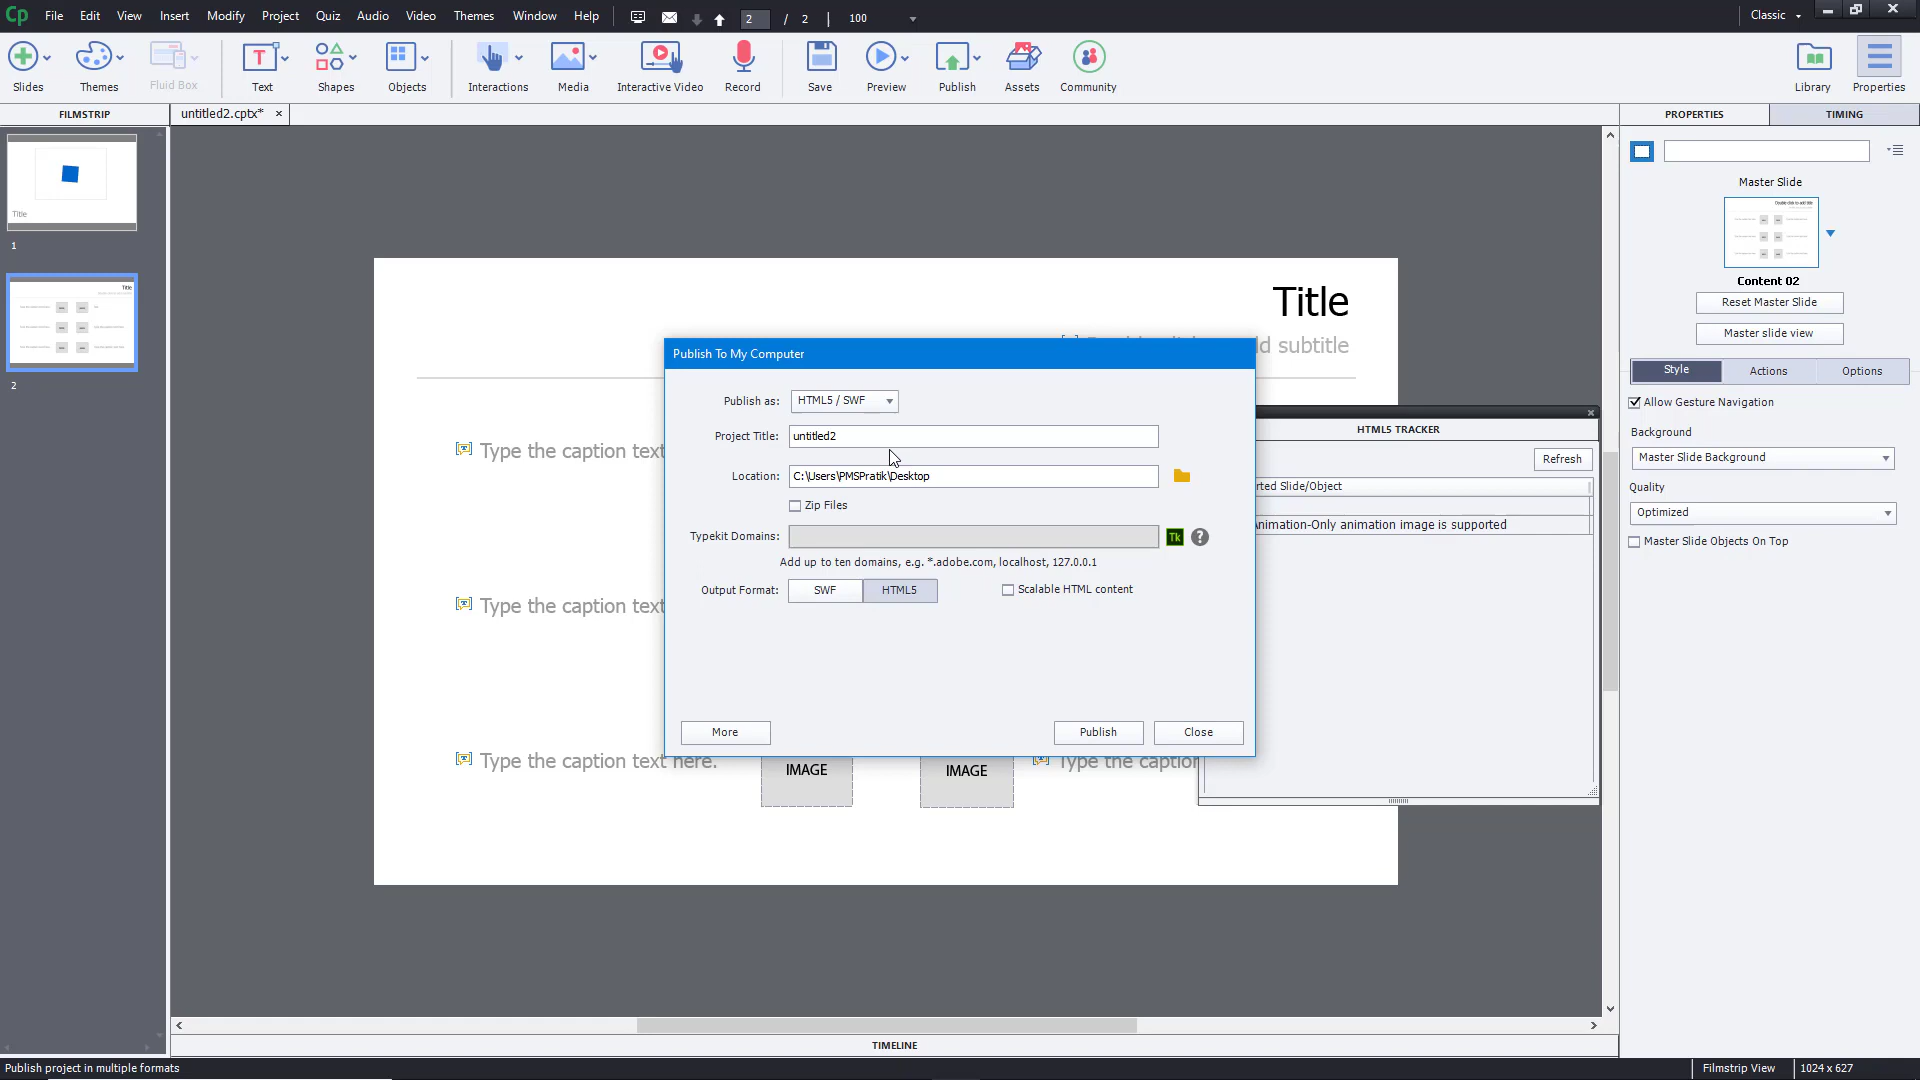 Cp File Edit View Insert Modify Project Quiz Audio Video Themes Window Help 2 / 2 | 100 Classic
Slides Themes Fluid Box Text Shapes Objects Interactions Media Interactive Video Record Save Preview Publish Assets Community Library Properties
FILMSTRIP untitled2.cptx* × PROPERTIES TIMING
Title
1
Title
2
Title
d subtitle
Type the caption text
Type the caption text
Type the caption text here.
IMAGE
IMAGE
Type the caption
Publish To My Computer
Publish as: HTML5 / SWF
Project Title: untitled2
Location: C:\Users\PMSPratik\Desktop
Zip Files
Typekit Domains: Tk ?
Add up to ten domains, e.g. *.adobe.com, localhost, 127.0.0.1
Output Format: SWF HTML5 Scalable HTML content
More Publish Close
HTML5 TRACKER
Refresh
rted Slide/Object
Animation-Only animation image is supported
Master Slide
Double click to add title
Content 02
Reset Master Slide
Master slide view
Style Actions Options
Allow Gesture Navigation
Background
Master Slide Background
Quality
Optimized
Master Slide Objects On Top
TIMELINE
Publish project in multiple formats Filmstrip View 1024 x 627